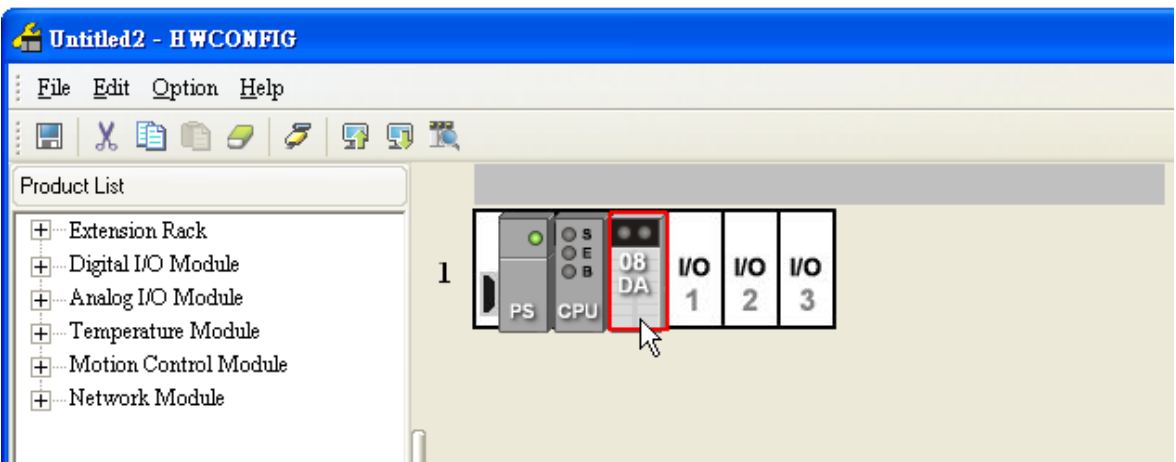 Untitled2 - HWCONFIG
File Edit Option Help
Product List
Extension Rack
Digital I/O Module
Analog I/O Module
Temperature Module
Motion Control Module
Network Module
1
PS
S
E
B
CPU
08
DA
I/O
1
I/O
2
I/O
3